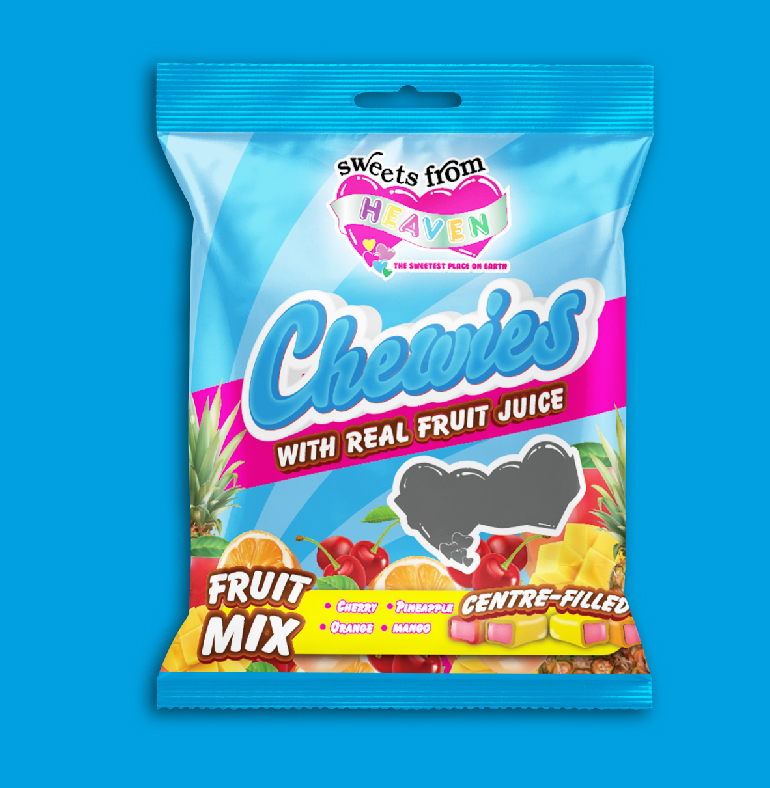 sweets from
HEAVEN
THE SWEETEST PLACE ON EARTH
Chewies
WITH REAL FRUIT JUICE
FRUIT
MIX
• CHERRY • PINEAPPLE
• ORANGE • MANGO
CENTRE-FILLED